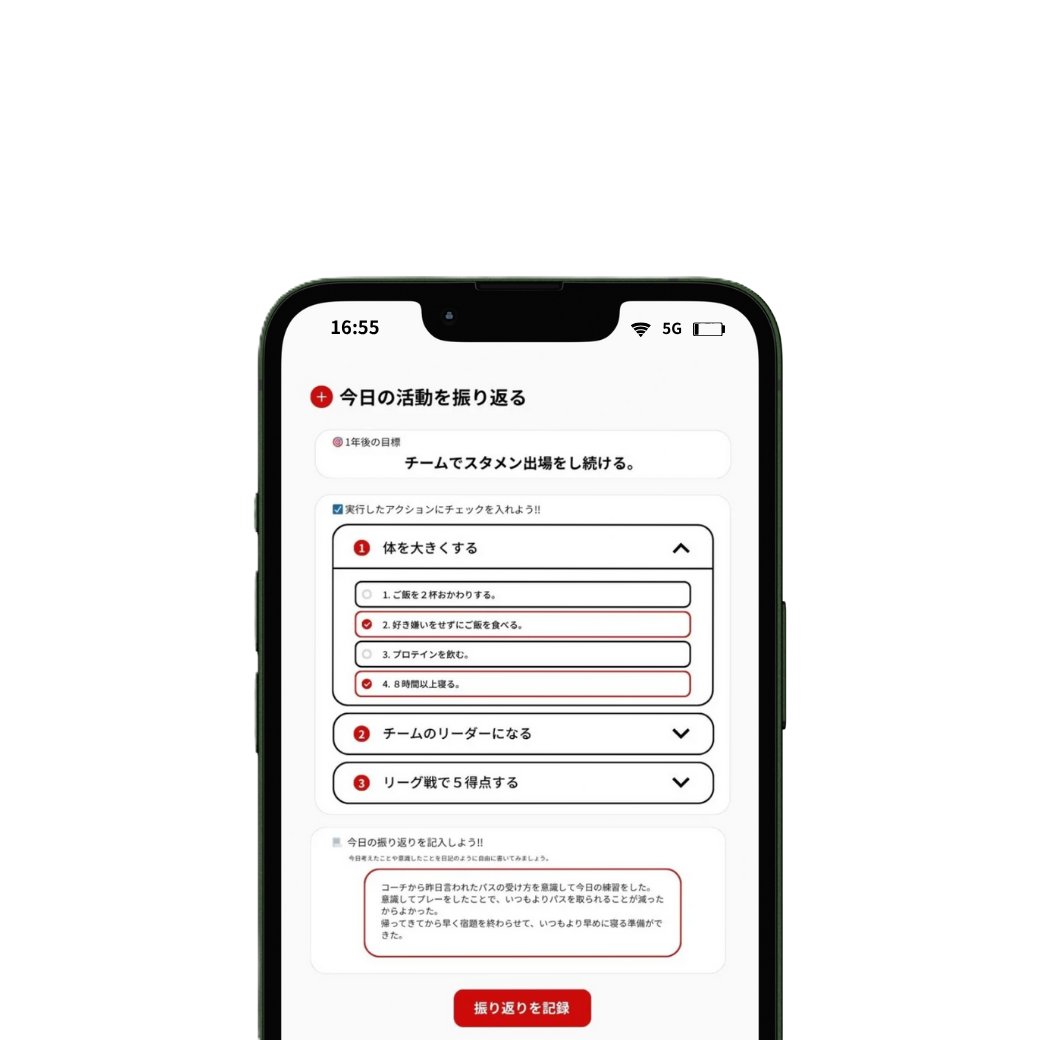 16:55
5G
今日の活動を振り返る
1年後の目標
チームでスタメン出場をし続ける。
実行したアクションにチェックを入れよう!!
1 体を大きくする
1. ご飯を２杯おかわりする。
2. 好き嫌いをせずにご飯を食べる。
3. プロテインを飲む。
4. ８時間以上寝る。
2 チームのリーダーになる
3 リーグ戦で５得点する
今日の振り返りを記入しよう!!
今日考えたことや意識したことを日記のように自由に書いてみましょう。
コーチから昨日言われたパスの受け方を意識して今日の練習をした。
意識してプレーをしたことで、いつもよりパスを取られることが減った
からよかった。
帰ってきてから早く宿題を終わらせて、いつもより早めに寝る準備がで
きた。
振り返りを記録